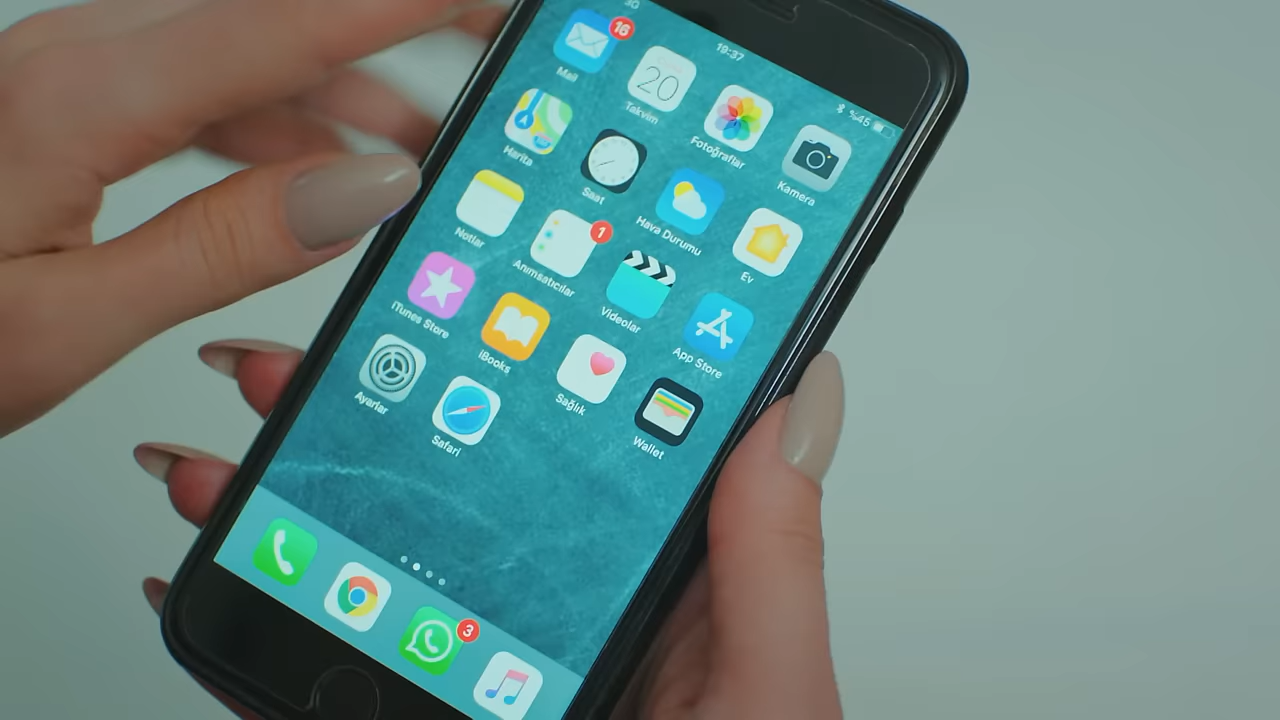 3G
19:37
%45
16
Mail
20
Takvim
Fotoğraflar
Kamera
Harita
Saat
Hava Durumu
Ev
Notlar
1
Anımsatıcılar
Videolar
App Store
iTunes Store
iBooks
Sağlık
Wallet
Ayarlar
Safari
3